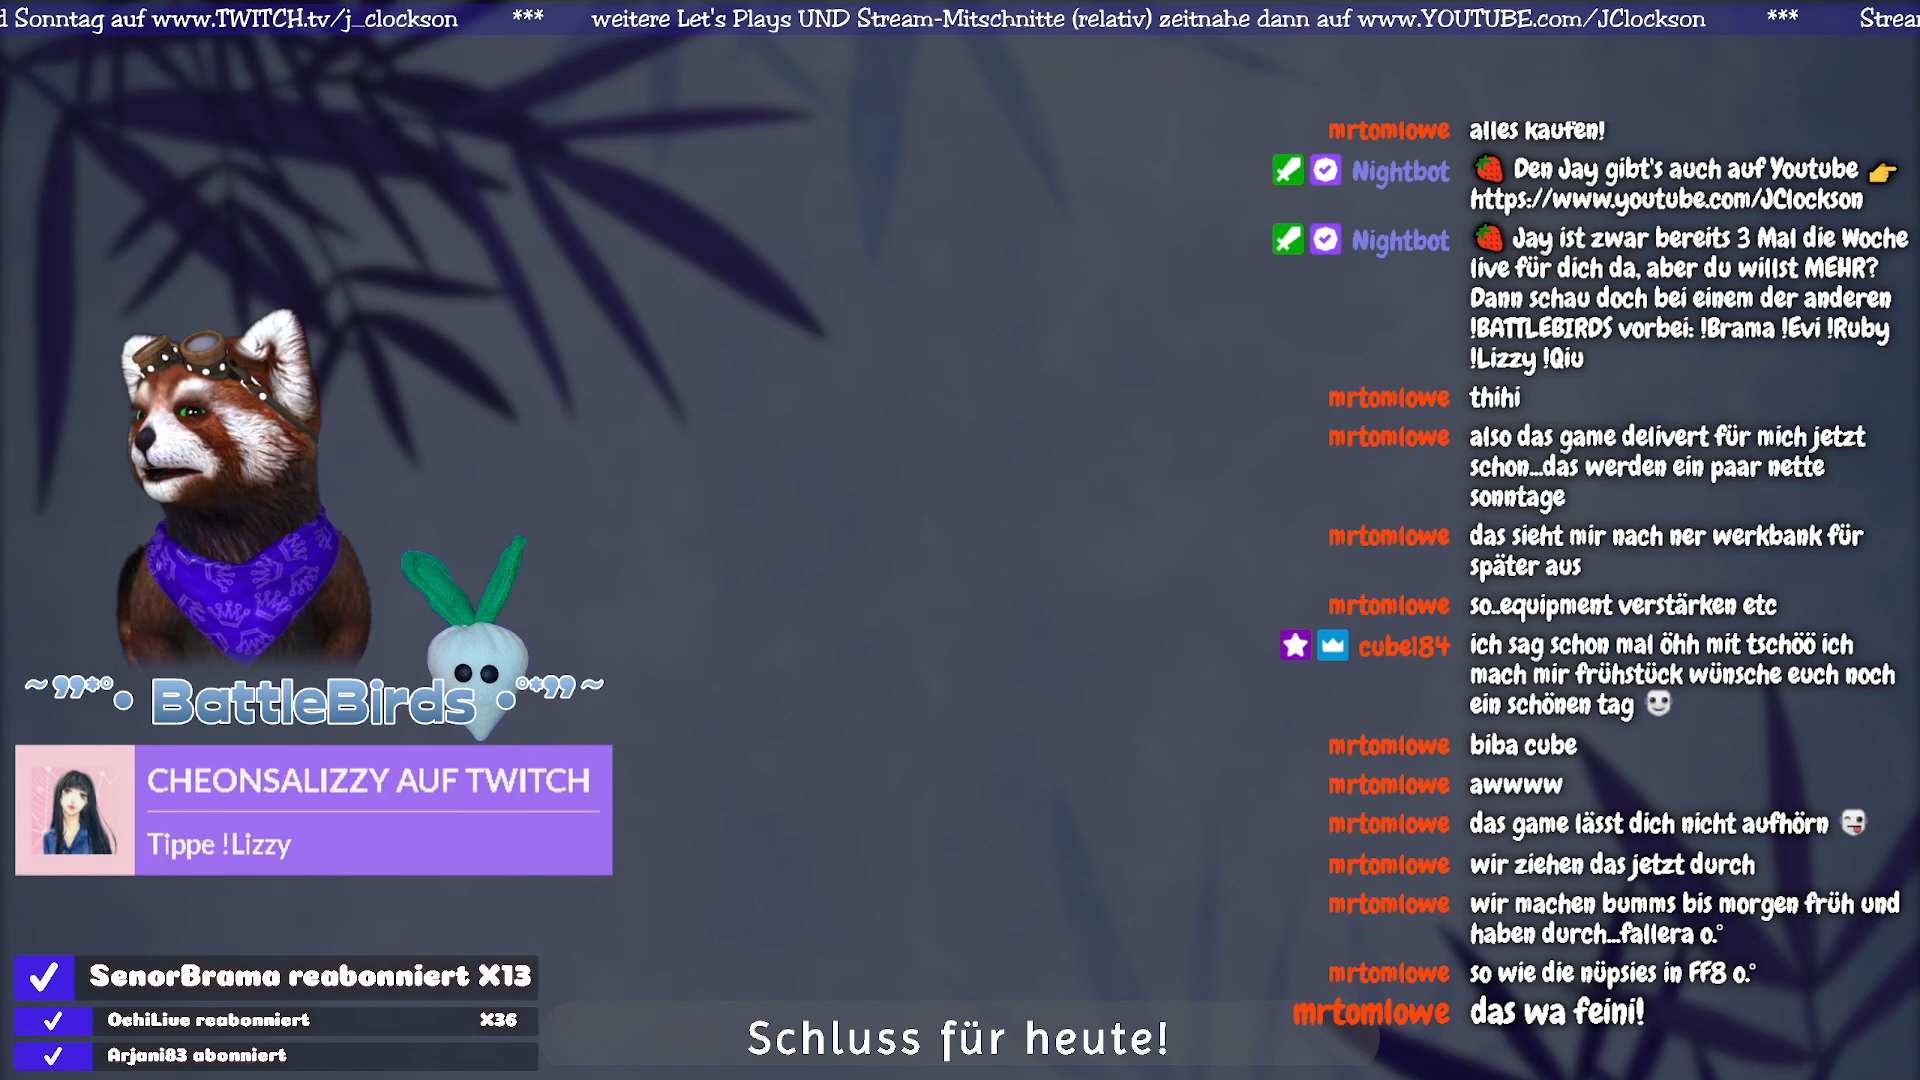 d Sonntag auf www.TWITCH.tv/j_clockson *** weitere Let's Plays UND Stream-Mitschnitte (relativ) zeitnahe dann auf www.YOUTUBE.com/JClockson *** Strea
mrtomlowe alles kaufen!
Nightbot 🍓 Den Jay gibt's auch auf Youtube 👉
https://www.youtube.com/JClockson
Nightbot 🍓 Jay ist zwar bereits 3 Mal die Woche
live für dich da, aber du willst MEHR?
Dann schau doch bei einem der anderen
!BATTLEBIRDS vorbei: !Brama !Evi !Ruby
!Lizzy !Qiu
mrtomlowe thihi
mrtomlowe also das game delivert für mich jetzt
schon...das werden ein paar nette
sonntage
mrtomlowe das sieht mir nach ner werkbank für
später aus
mrtomlowe so..equipment verstärken etc
cube184 ich sag schon mal öhh mit tschöö ich
mach mir frühstück wünsche euch noch
ein schönen tag
mrtomlowe biba cube
mrtomlowe awwww
mrtomlowe das game lässt dich nicht aufhörn
mrtomlowe wir ziehen das jetzt durch
mrtomlowe wir machen bumms bis morgen früh und
haben durch...fallera o.°
mrtomlowe so wie die nüpsies in FF8 o.°
mrtomlowe das wa feini!
~”*°• BattleBirds •°*”~
CHEONSALIZZY AUF TWITCH
Tippe !Lizzy
SenorBrama reabonniert X13
OchiLive reabonniert X36
Arjani83 abonniert
Schluss für heute!